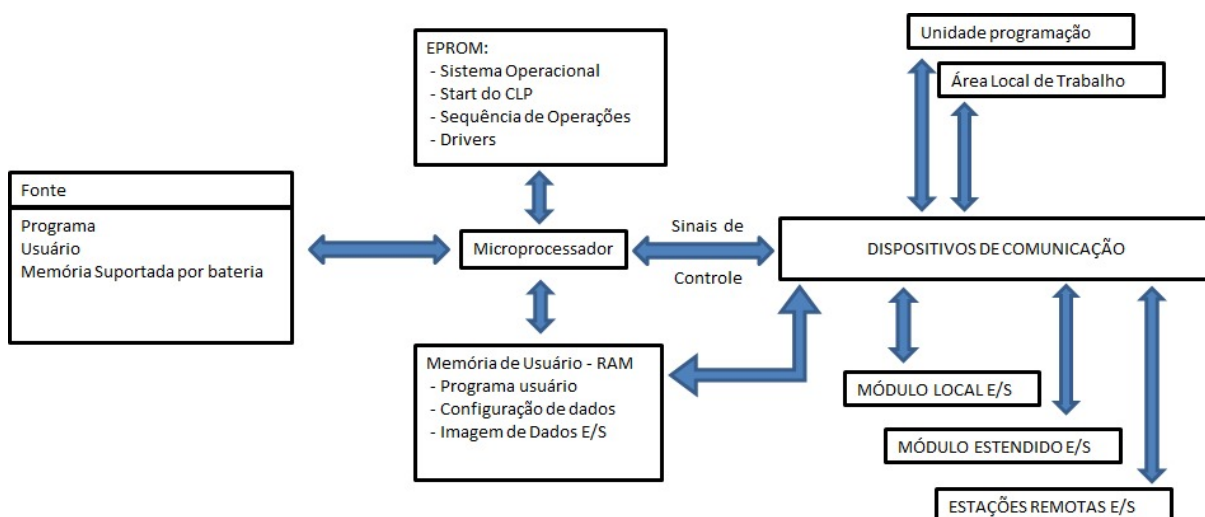 Unidade programação
Área Local de Trabalho
EPROM:
- Sistema Operacional
- Start do CLP
- Sequência de Operações
- Drivers
Fonte
Programa
Usuário
Memória Suportada por bateria
Microprocessador
Sinais de
Controle
DISPOSITIVOS DE COMUNICAÇÃO
Memória de Usuário - RAM
- Programa usuário
- Configuração de dados
- Imagem de Dados E/S
MÓDULO LOCAL E/S
MÓDULO ESTENDIDO E/S
ESTAÇÕES REMOTAS E/S